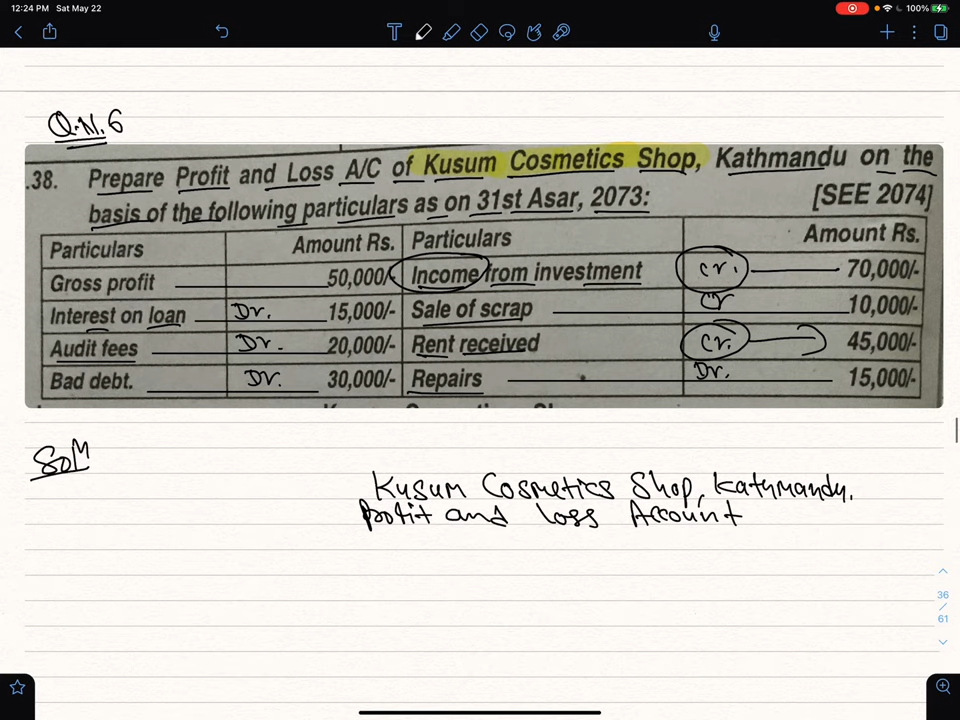 12:24 PM Sat May 22
100%
Q.N.6
.38. Prepare Profit and Loss A/C of Kusum Cosmetics Shop, Kathmandu on the
basis of the following particulars as on 31st Asar, 2073: [SEE 2074]
Particulars Amount Rs. Particulars Amount Rs.
Gross profit 50,000/- Income from investment Cr. 70,000/-
Interest on loan Dr. 15,000/- Sale of scrap Cr 10,000/-
Audit fees Dr. 20,000/- Rent received Cr. 45,000/-
Bad debt. Dr. 30,000/- Repairs Dr. 15,000/-
Soln
Kusum Cosmetics Shop, Kathmandu.
Profit and Loss Account
36
/
61